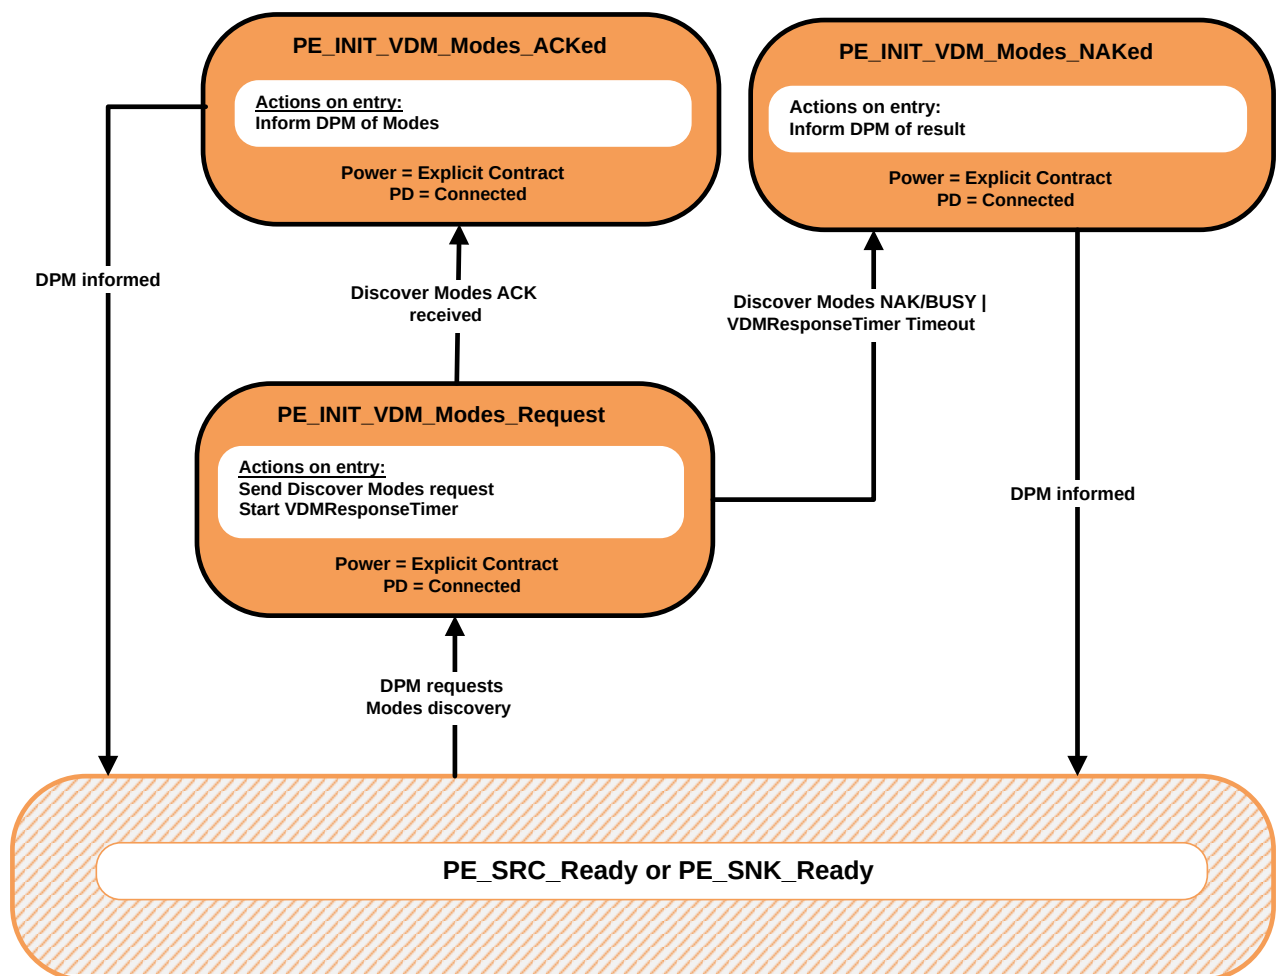 PE_INIT_VDM_Modes_ACKed
Actions on entry:
Inform DPM of Modes
Power = Explicit Contract
PD = Connected
PE_INIT_VDM_Modes_NAKed
Actions on entry:
Inform DPM of result
Power = Explicit Contract
PD = Connected
DPM informed
Discover Modes ACK
received
Discover Modes NAK/BUSY |
VDMResponseTimer Timeout
PE_INIT_VDM_Modes_Request
Actions on entry:
Send Discover Modes request
Start VDMResponseTimer
Power = Explicit Contract
PD = Connected
DPM informed
DPM requests
Modes discovery
PE_SRC_Ready or PE_SNK_Ready